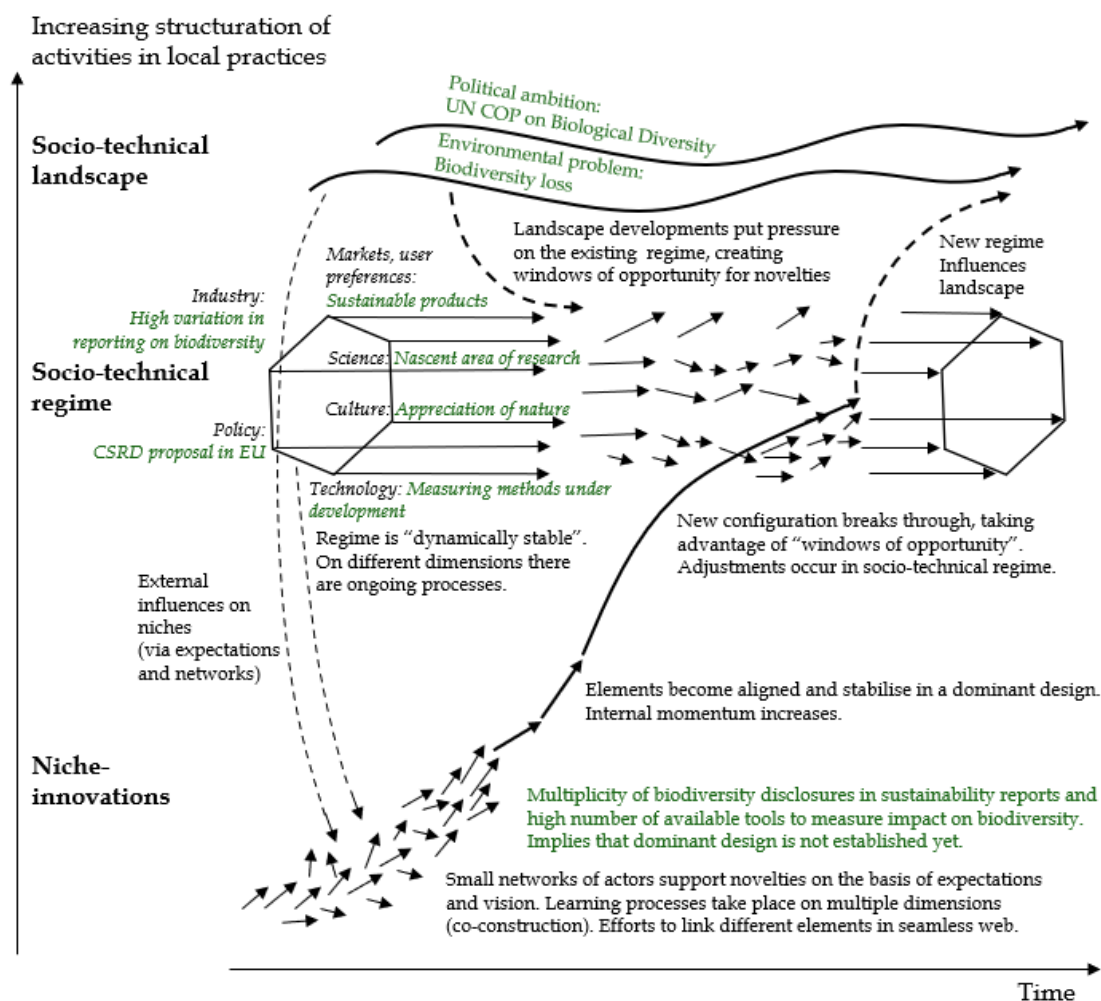 Increasing structuration of
activities in local practices
Political ambition:
UN COP on Biological Diversity
Socio-technical
landscape
Environmental problem:
Biodiversity loss
Landscape developments put pressure
on the existing regime, creating
windows of opportunity for novelties
New regime
Influences
landscape
Markets, user
preferences:
Sustainable products
Industry:
High variation in
reporting on biodiversity
Socio-technical
regime
Science: Nascent area of research
Culture: Appreciation of nature
Policy:
CSRD proposal in EU
Technology: Measuring methods under
development
Regime is “dynamically stable”.
On different dimensions there
are ongoing processes.
New configuration breaks through, taking
advantage of “windows of opportunity”.
Adjustments occur in socio-technical regime.
External
influences on
niches
(via expectations
and networks)
Elements become aligned and stabilise in a dominant design.
Internal momentum increases.
Niche-
innovations
Multiplicity of biodiversity disclosures in sustainability reports and
high number of available tools to measure impact on biodiversity.
Implies that dominant design is not established yet.
Small networks of actors support novelties on the basis of expectations
and vision. Learning processes take place on multiple dimensions
(co-construction). Efforts to link different elements in seamless web.
Time